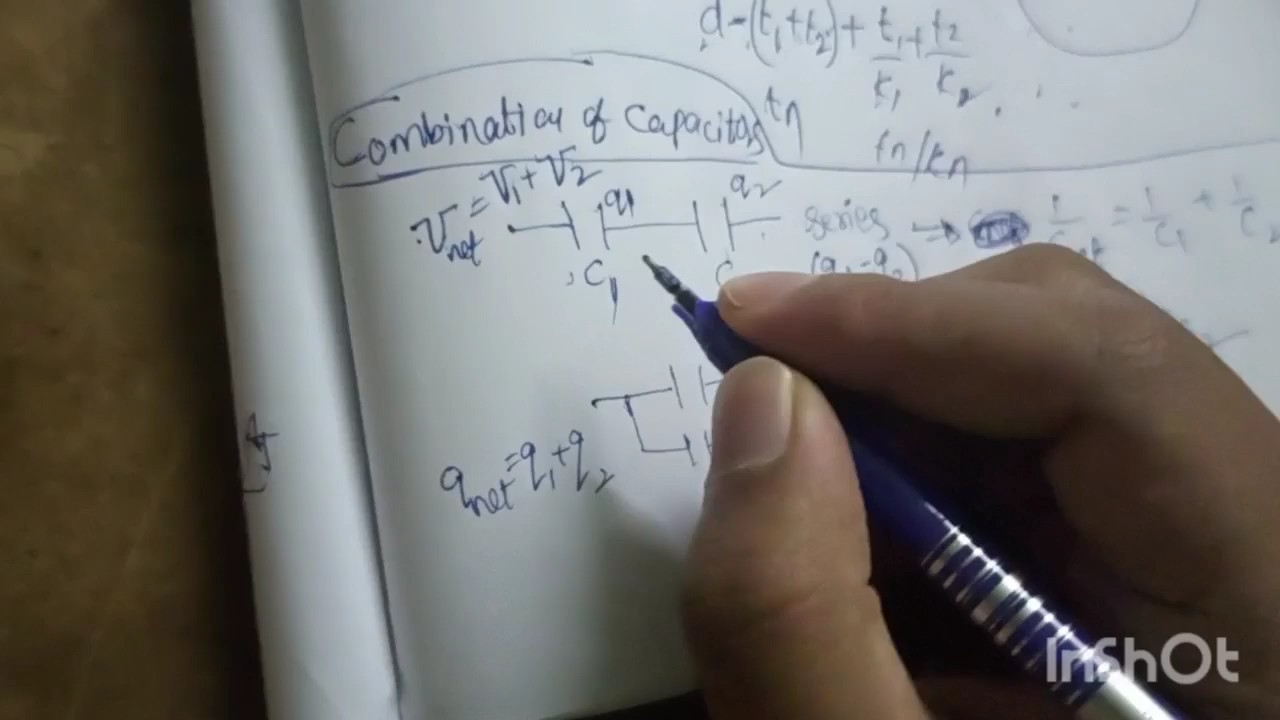 d-(t₁+t₂)+ t₁/k₁ + t₂/k₂ . . .
tn
tn/kn
Combination of Capacitors
Vnet = V₁+V₂
q₁
q₂
series → 1/ = 1/C₁ + 1/C₂
C₁
C
qnet = q₁+q₂
InShOt